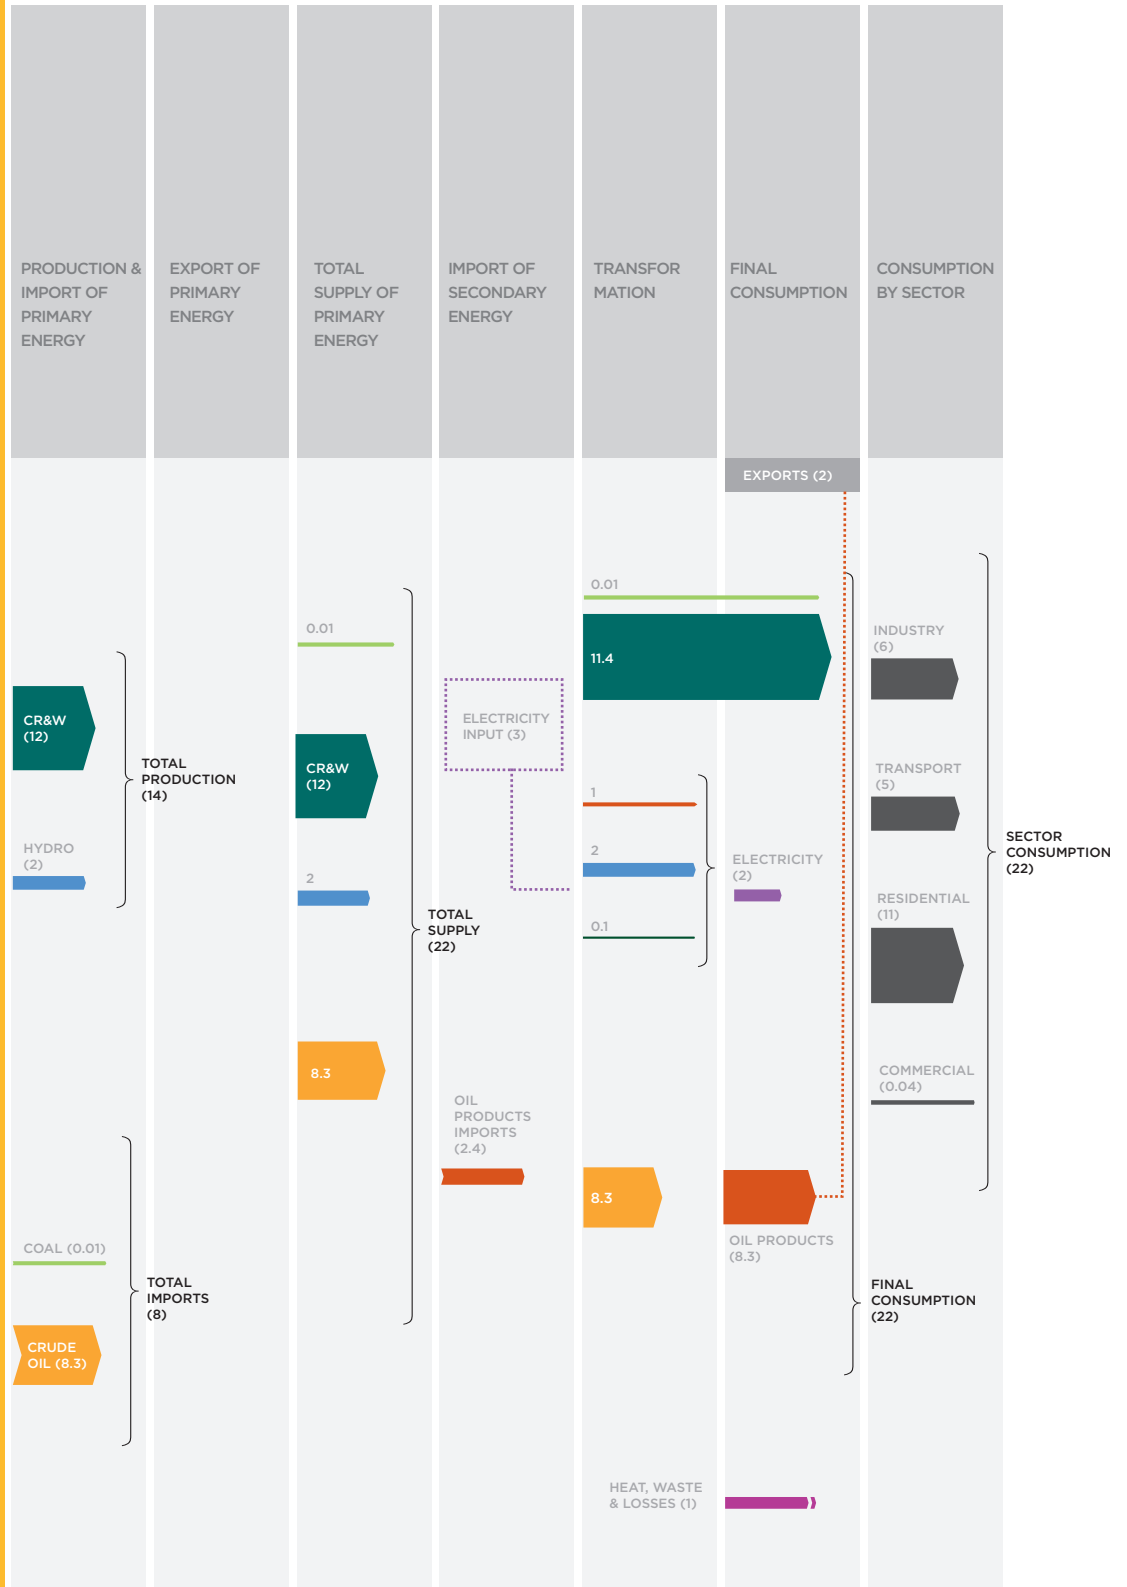 PRODUCTION &
IMPORT OF
PRIMARY
ENERGY
EXPORT OF
PRIMARY
ENERGY
TOTAL
SUPPLY OF
PRIMARY
ENERGY
IMPORT OF
SECONDARY
ENERGY
TRANSFOR
MATION
FINAL
CONSUMPTION
CONSUMPTION
BY SECTOR
EXPORTS (2)
CR&W
(12)
HYDRO
(2)
TOTAL
PRODUCTION
(14)
COAL (0.01)
CRUDE
OIL (8.3)
TOTAL
IMPORTS
(8)
0.01
CR&W
(12)
2
8.3
TOTAL
SUPPLY
(22)
ELECTRICITY
INPUT (3)
OIL
PRODUCTS
IMPORTS
(2.4)
0.01
11.4
1
2
0.1
8.3
HEAT, WASTE
& LOSSES (1)
ELECTRICITY
(2)
OIL PRODUCTS
(8.3)
FINAL
CONSUMPTION
(22)
INDUSTRY
(6)
TRANSPORT
(5)
RESIDENTIAL
(11)
COMMERCIAL
(0.04)
SECTOR
CONSUMPTION
(22)